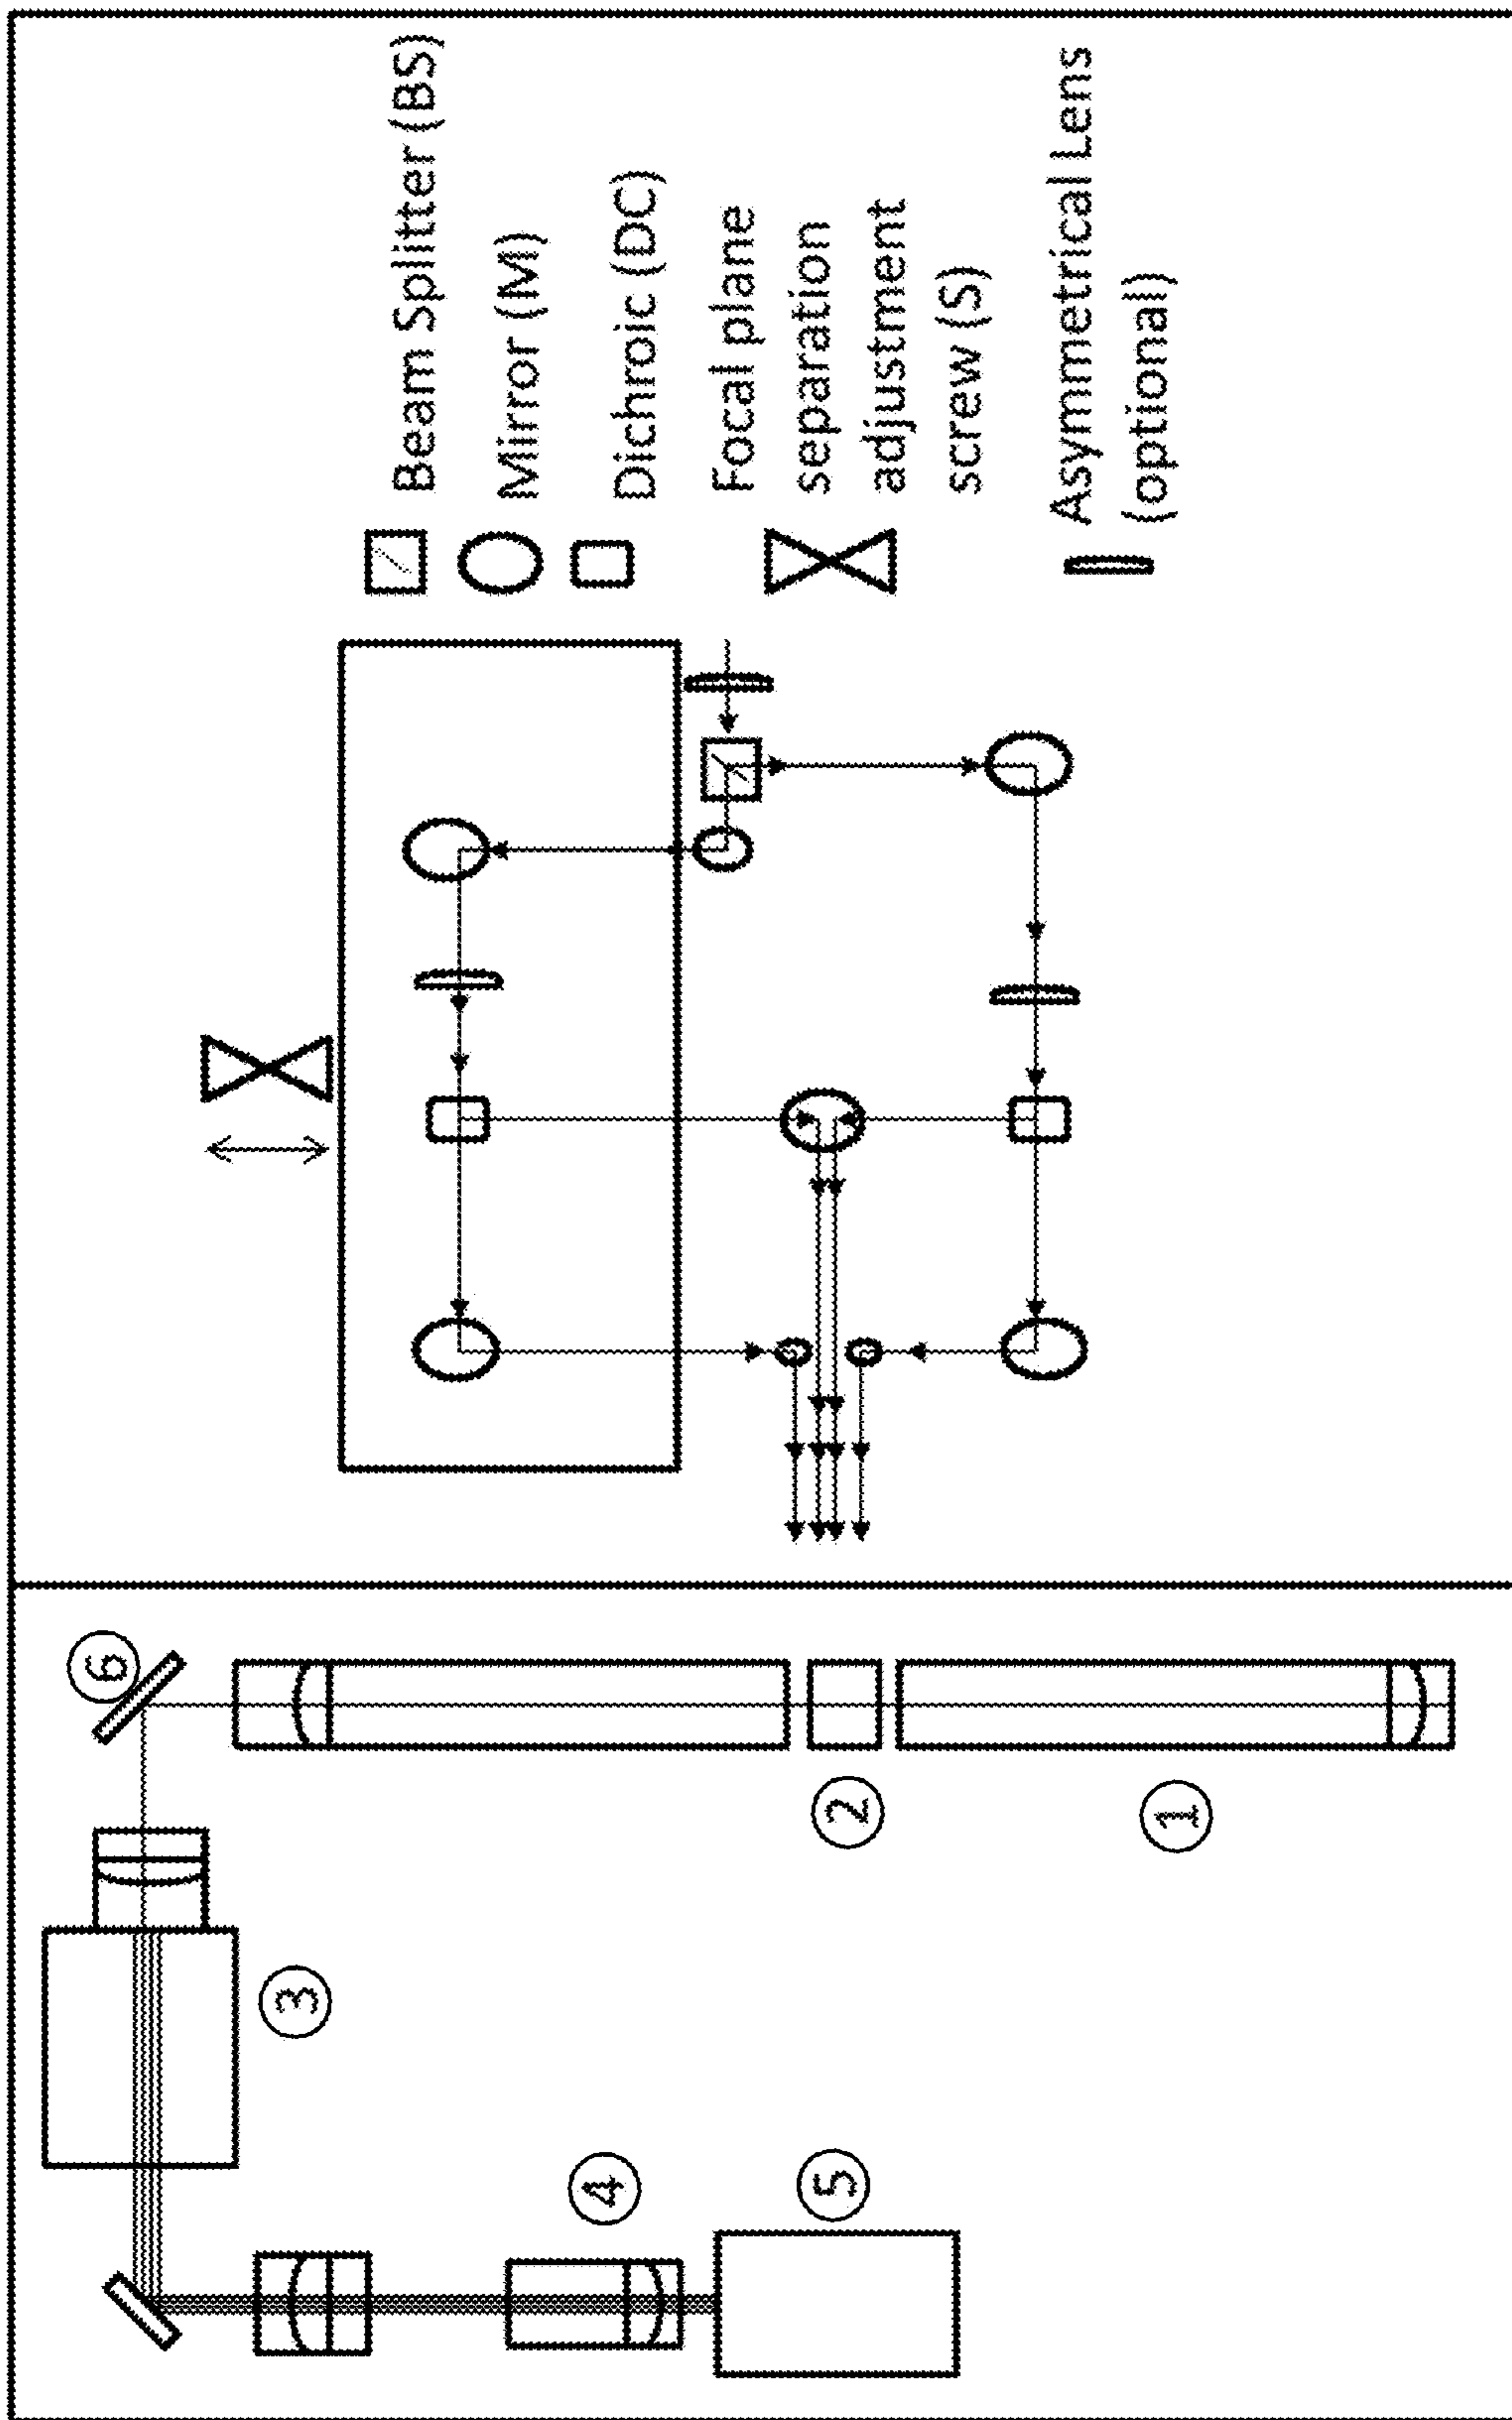 6
3
2
4
5
1
Beam Splitter (BS)
Mirror (M)
Dichroic (DC)
Focal plane
separation
adjustment
screw (S)
Asymmetrical Lens
(optional)